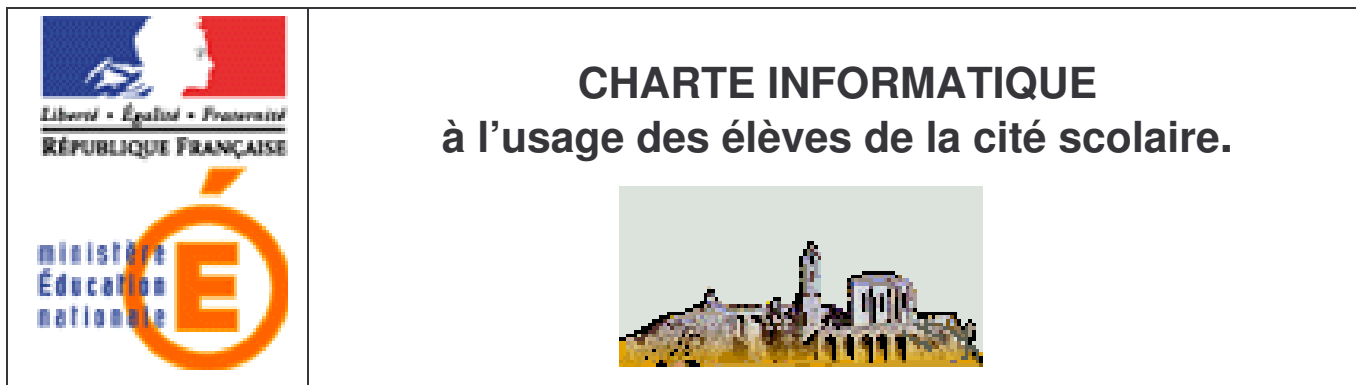 Liberté • Égalité • Fraternité
RÉPUBLIQUE FRANÇAISE
ministère
Éducation
nationale
É
CHARTE INFORMATIQUE
à l'usage des élèves de la cité scolaire.